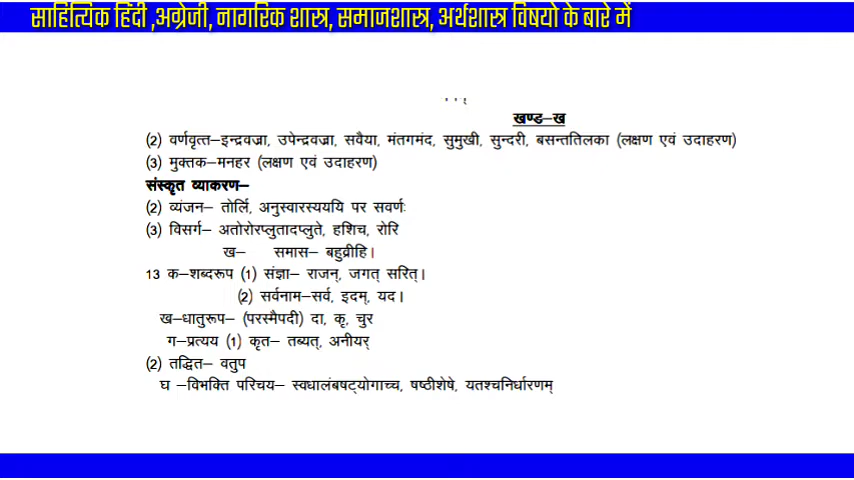 साहित्यिक हिंदी ,अग्रेजी, नागरिक शास्त्र, समाजशास्त्र, अर्थशास्त्र विषयो के बारे में
खण्ड–ख
(2) वर्णवृत्त–इन्द्रवज्रा, उपेन्द्रवज्रा, सवैया, मंतगमंद, सुमुखी, सुन्दरी, बसन्ततिलका (लक्षण एवं उदाहरण)
(3) मुक्तक–मनहर (लक्षण एवं उदाहरण)
संस्कृत व्याकरण–
(2) व्यंजन– तोर्लि, अनुस्वारस्यययि पर सवर्णः
(3) विसर्ग– अतोरोरप्लुतादप्लुते, हशिच, रोरि
ख– समास– बहुव्रीहि।
13 क–शब्दरूप (1) संज्ञा– राजन्, जगत् सरित्।
(2) सर्वनाम–सर्व, इदम्, यद।
ख–धातुरूप– (परस्मैपदी) दा, कृ, चुर
ग–प्रत्यय (1) कृत– तब्यत्, अनीयर्
(2) तद्धित– वतुप
घ –विभक्ति परिचय– स्वधालंबषट्योगाच्च, षष्ठीशेषे, यतश्चनिर्धारणम्